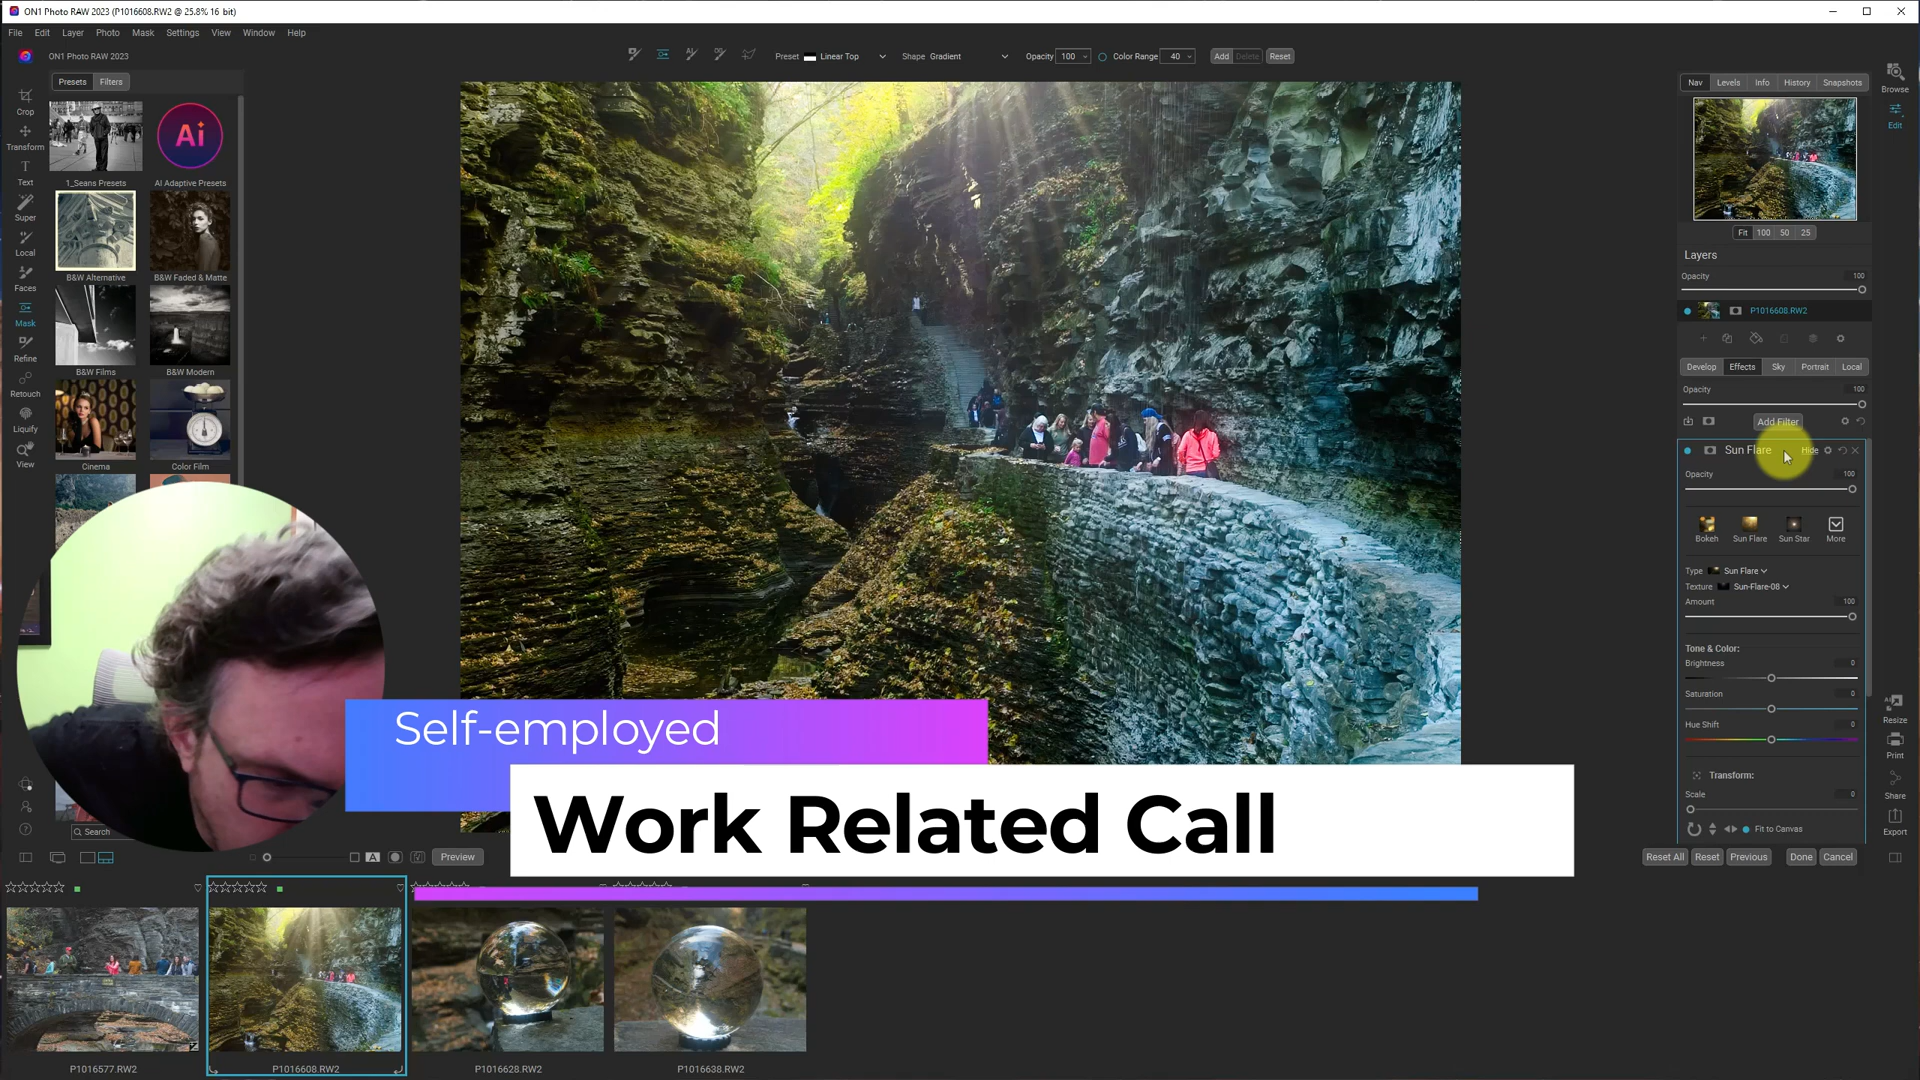 ON1 Photo RAW 2023 (P1016608.RW2 @ 25.8% 16-bit)
File Edit Layer Photo Mask Settings View Window Help
ON1 Photo RAW 2023
Preset Linear Top Shape Gradient Opacity 100 Color Range 40 Add Delete Reset
Presets Filters
Nav Levels Info History Snapshots
Browse
Edit
Crop
Transform
Text
Super
Local
Faces
Mask
Refine
Retouch
Liquify
View
Ai
1_Seans Presets AI Adaptive Presets
B&W Alternative B&W Faded & Matte
B&W Films B&W Modern
Cinema Color Film
Search
Fit 100 50 25
Layers
Opacity 100
P1016608.RW2
Develop Effects Sky Portrait Local
Opacity 100
Add Filter
Sun Flare Hide
Opacity 100
Bokeh Sun Flare Sun Star More
Type Sun Flare
Texture Sun-Flare-08
Amount 100
Tone & Color:
Brightness 0
Saturation 0
Hue Shift 0
Transform:
Scale 0
Fit to Canvas
Resize
Print
Share
Export
Self-employed
Work Related Call
A Preview
Reset All Reset Previous Done Cancel
P1016577.RW2 P1016608.RW2 P1016628.RW2 P1016638.RW2